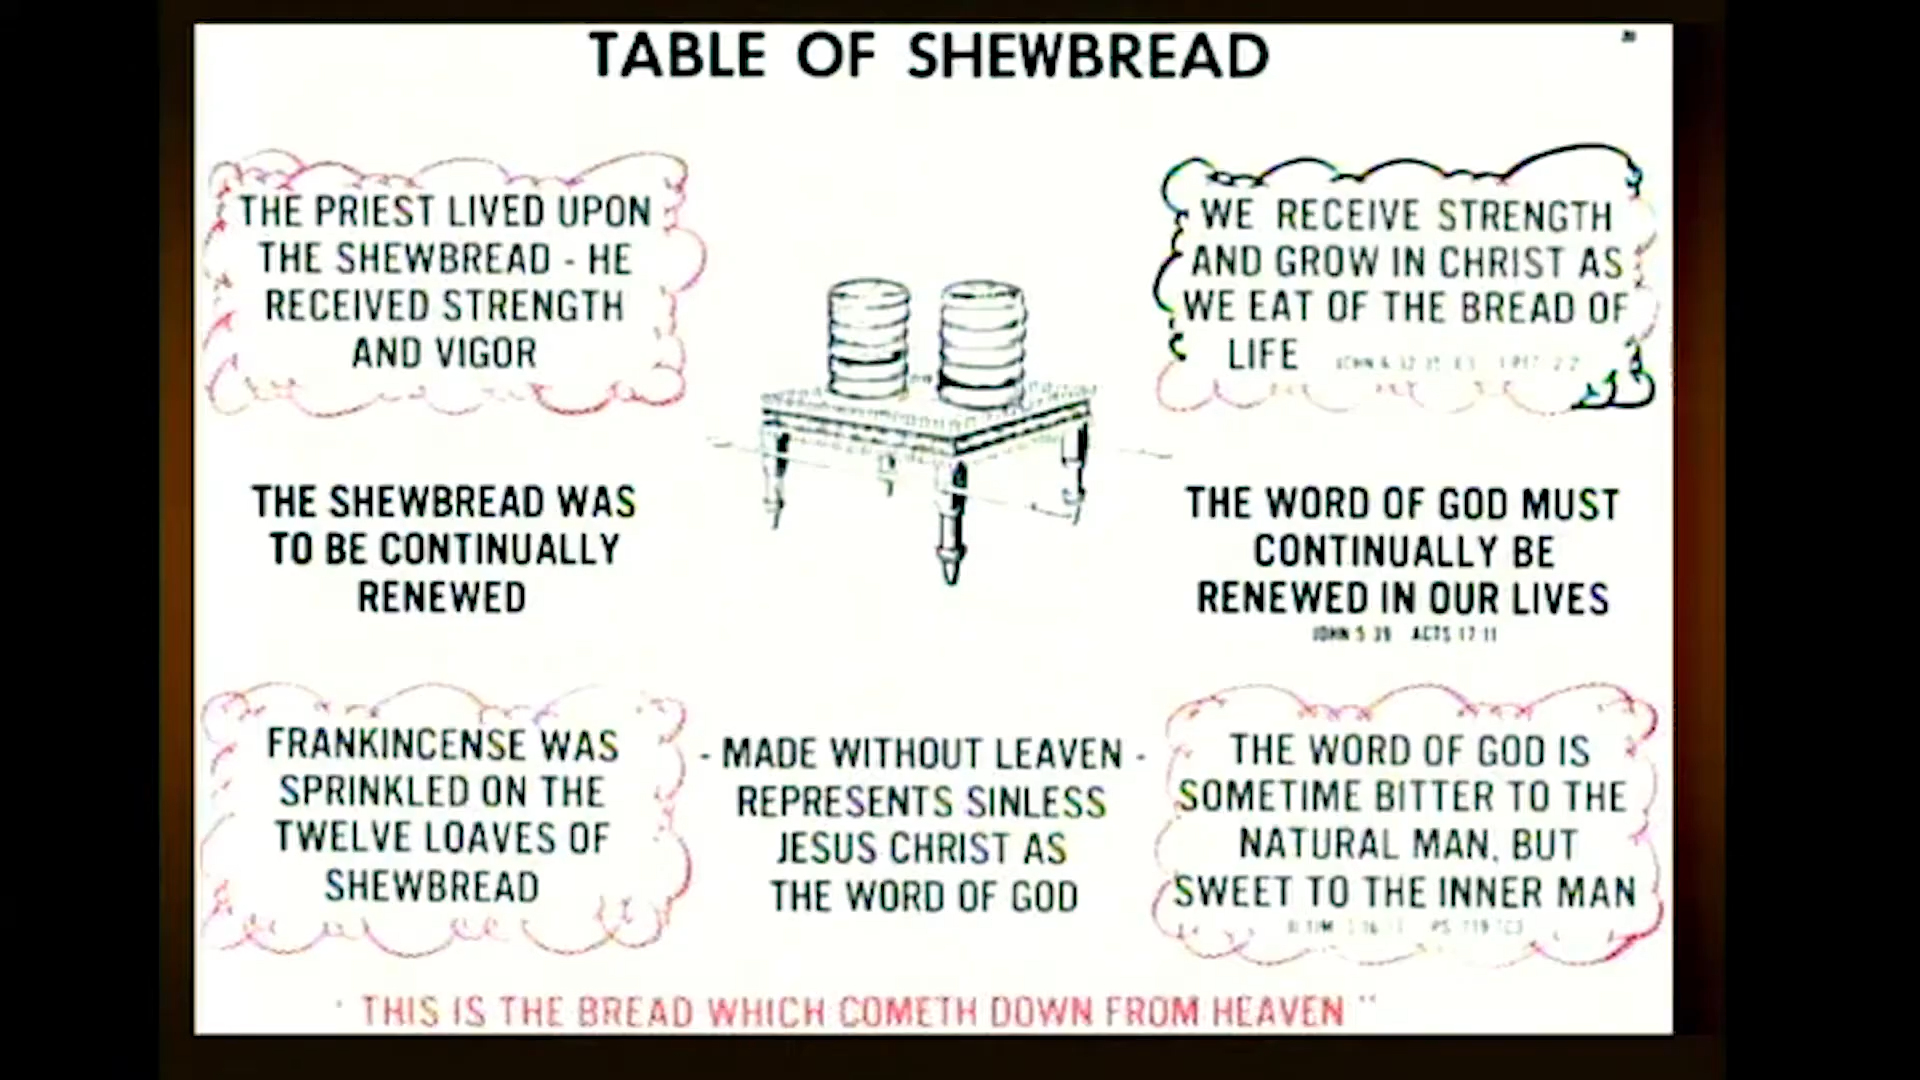 TABLE OF SHEWBREAD
THE PRIEST LIVED UPON
THE SHEWBREAD - HE
RECEIVED STRENGTH
AND VIGOR
WE RECEIVE STRENGTH
AND GROW IN CHRIST AS
WE EAT OF THE BREAD OF
LIFE
THE SHEWBREAD WAS
TO BE CONTINUALLY
RENEWED
THE WORD OF GOD MUST
CONTINUALLY BE
RENEWED IN OUR LIVES
JOHN 5 39 ACTS 17 11
FRANKINCENSE WAS
SPRINKLED ON THE
TWELVE LOAVES OF
SHEWBREAD
- MADE WITHOUT LEAVEN -
REPRESENTS SINLESS
JESUS CHRIST AS
THE WORD OF GOD
THE WORD OF GOD IS
SOMETIME BITTER TO THE
NATURAL MAN, BUT
SWEET TO THE INNER MAN
II TIM PS 119 103
" THIS IS THE BREAD WHICH COMETH DOWN FROM HEAVEN "